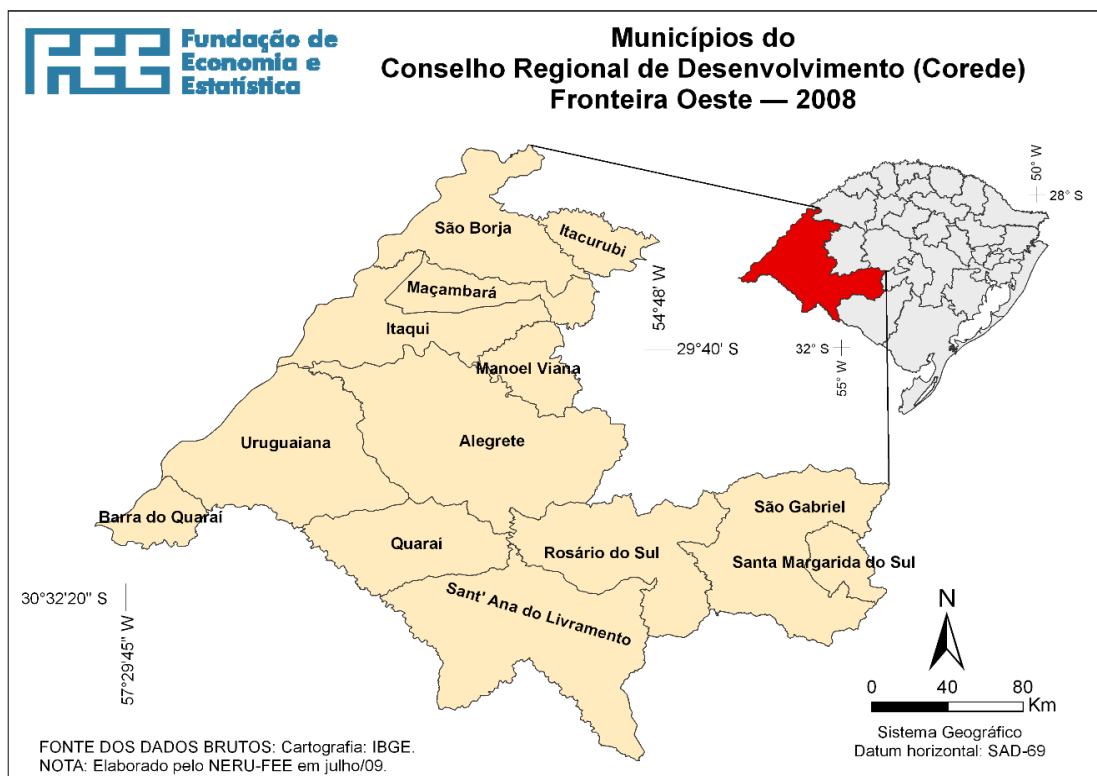 FEE
Fundação de
Economia e
Estatística
Municípios do
Conselho Regional de Desenvolvimento (Corede)
Fronteira Oeste — 2008
50° W
28° S
São Borja
Itacurubi
Maçambará
54°48' W
Itaqui
29°40' S
32° S
55° W
Manoel Viana
Uruguaiana
Alegrete
São Gabriel
Barra do Quaraí
Quaraí
Rosário do Sul
Santa Margarida do Sul
Sant' Ana do Livramento
30°32'20" S
57°29'45" W
N
0 40 80
Km
Sistema Geográfico
Datum horizontal: SAD-69
FONTE DOS DADOS BRUTOS: Cartografia: IBGE.
NOTA: Elaborado pelo NERU-FEE em julho/09.